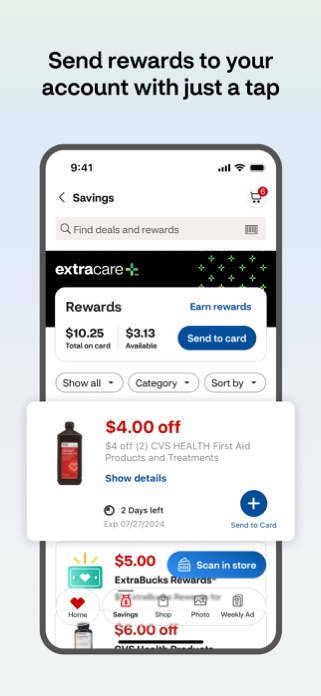 Send rewards to your
account with just a tap
9:41
Savings
6
Find deals and rewards
extracare
Rewards
Earn rewards
$10.25
$3.13
Send to card
Total on card
Available
Show all
Category
Sort by
$4.00 off
$4 off (2) CVS HEALTH First Aid
Products and Treatments
Show details
2 Days left
Exp 07/27/2024
Send to Card
$5.00
Scan in store
ExtraBucks Rewards
Home
Savings
Shop
Photo
Weekly Ad
$6.00 off
CVS Health Products